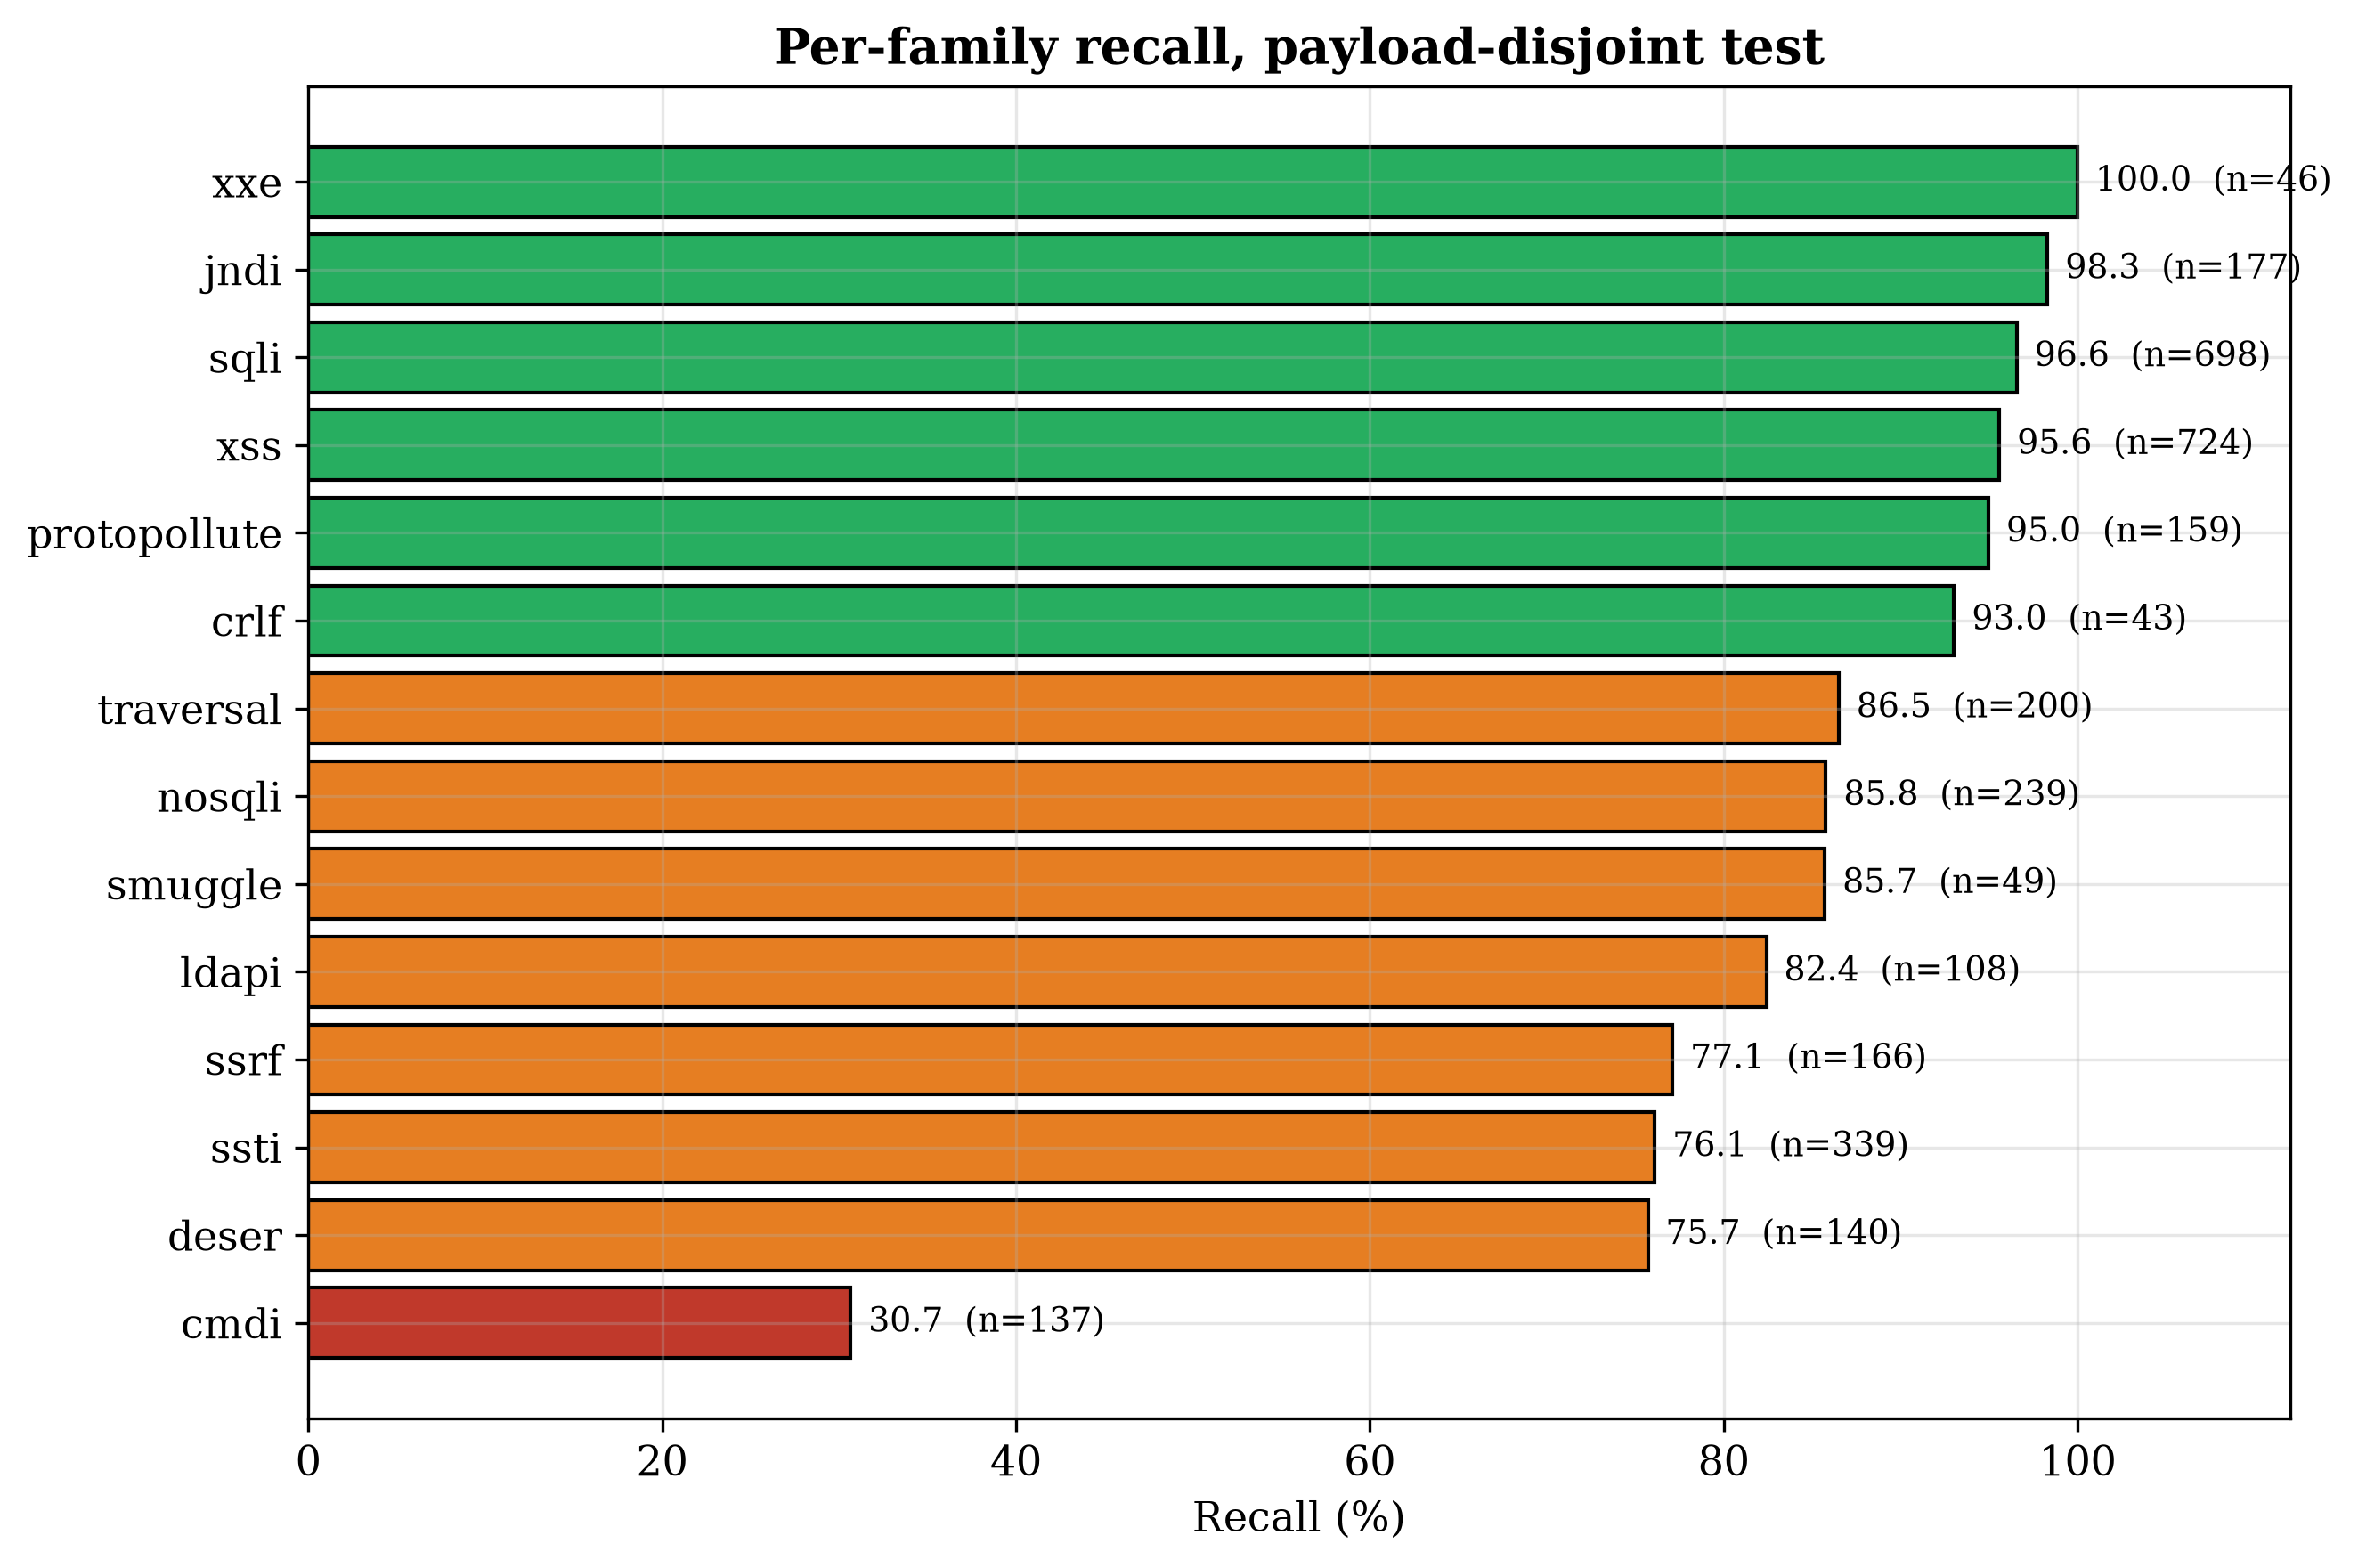 Per-family recall, payload-disjoint test
xxe 100.0 (n=46)
jndi 98.3 (n=177)
sqli 96.6 (n=698)
xss 95.6 (n=724)
protopollute 95.0 (n=159)
crlf 93.0 (n=43)
traversal 86.5 (n=200)
nosqli 85.8 (n=239)
smuggle 85.7 (n=49)
ldapi 82.4 (n=108)
ssrf 77.1 (n=166)
ssti 76.1 (n=339)
deser 75.7 (n=140)
cmdi 30.7 (n=137)
0 20 40 60 80 100
Recall (%)